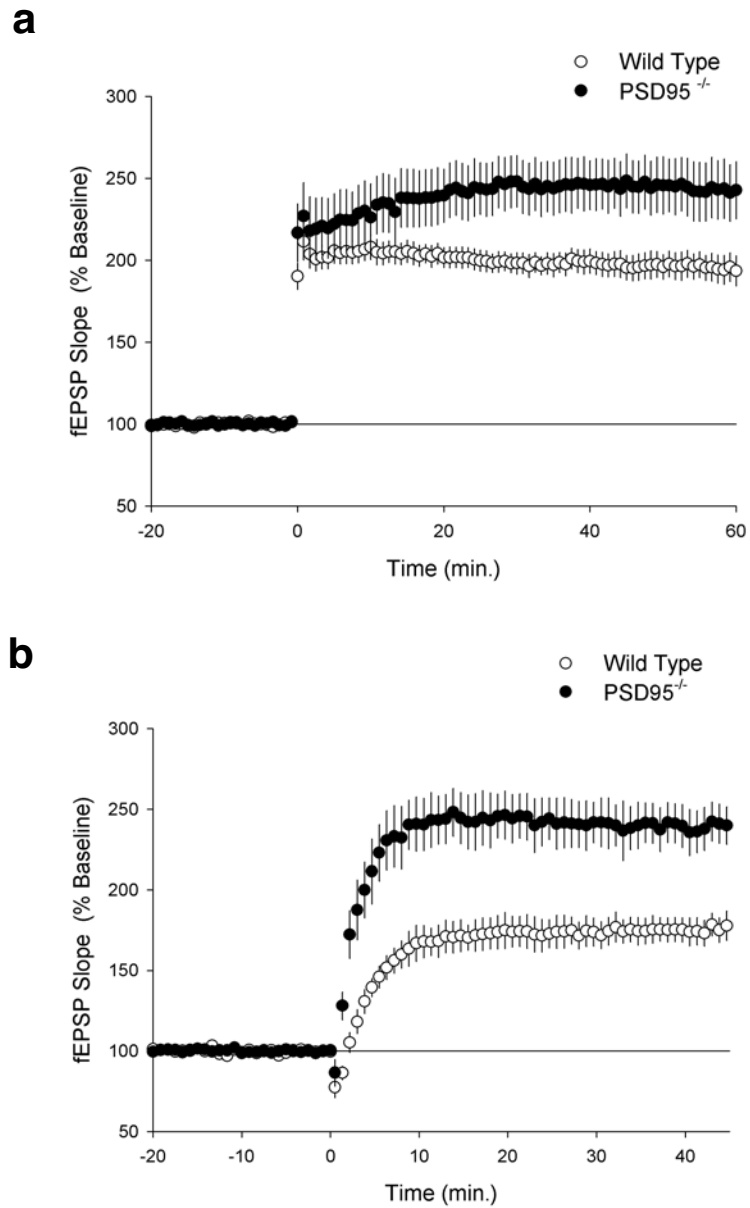 a
Wild Type
PSD95 -/-
300
250
200
150
100
50
fEPSP Slope (% Baseline)
-20
0
20
40
60
Time (min.)
b
Wild Type
PSD95-/-
300
250
200
150
100
50
fEPSP Slope (% Baseline)
-20
-10
0
10
20
30
40
Time (min.)